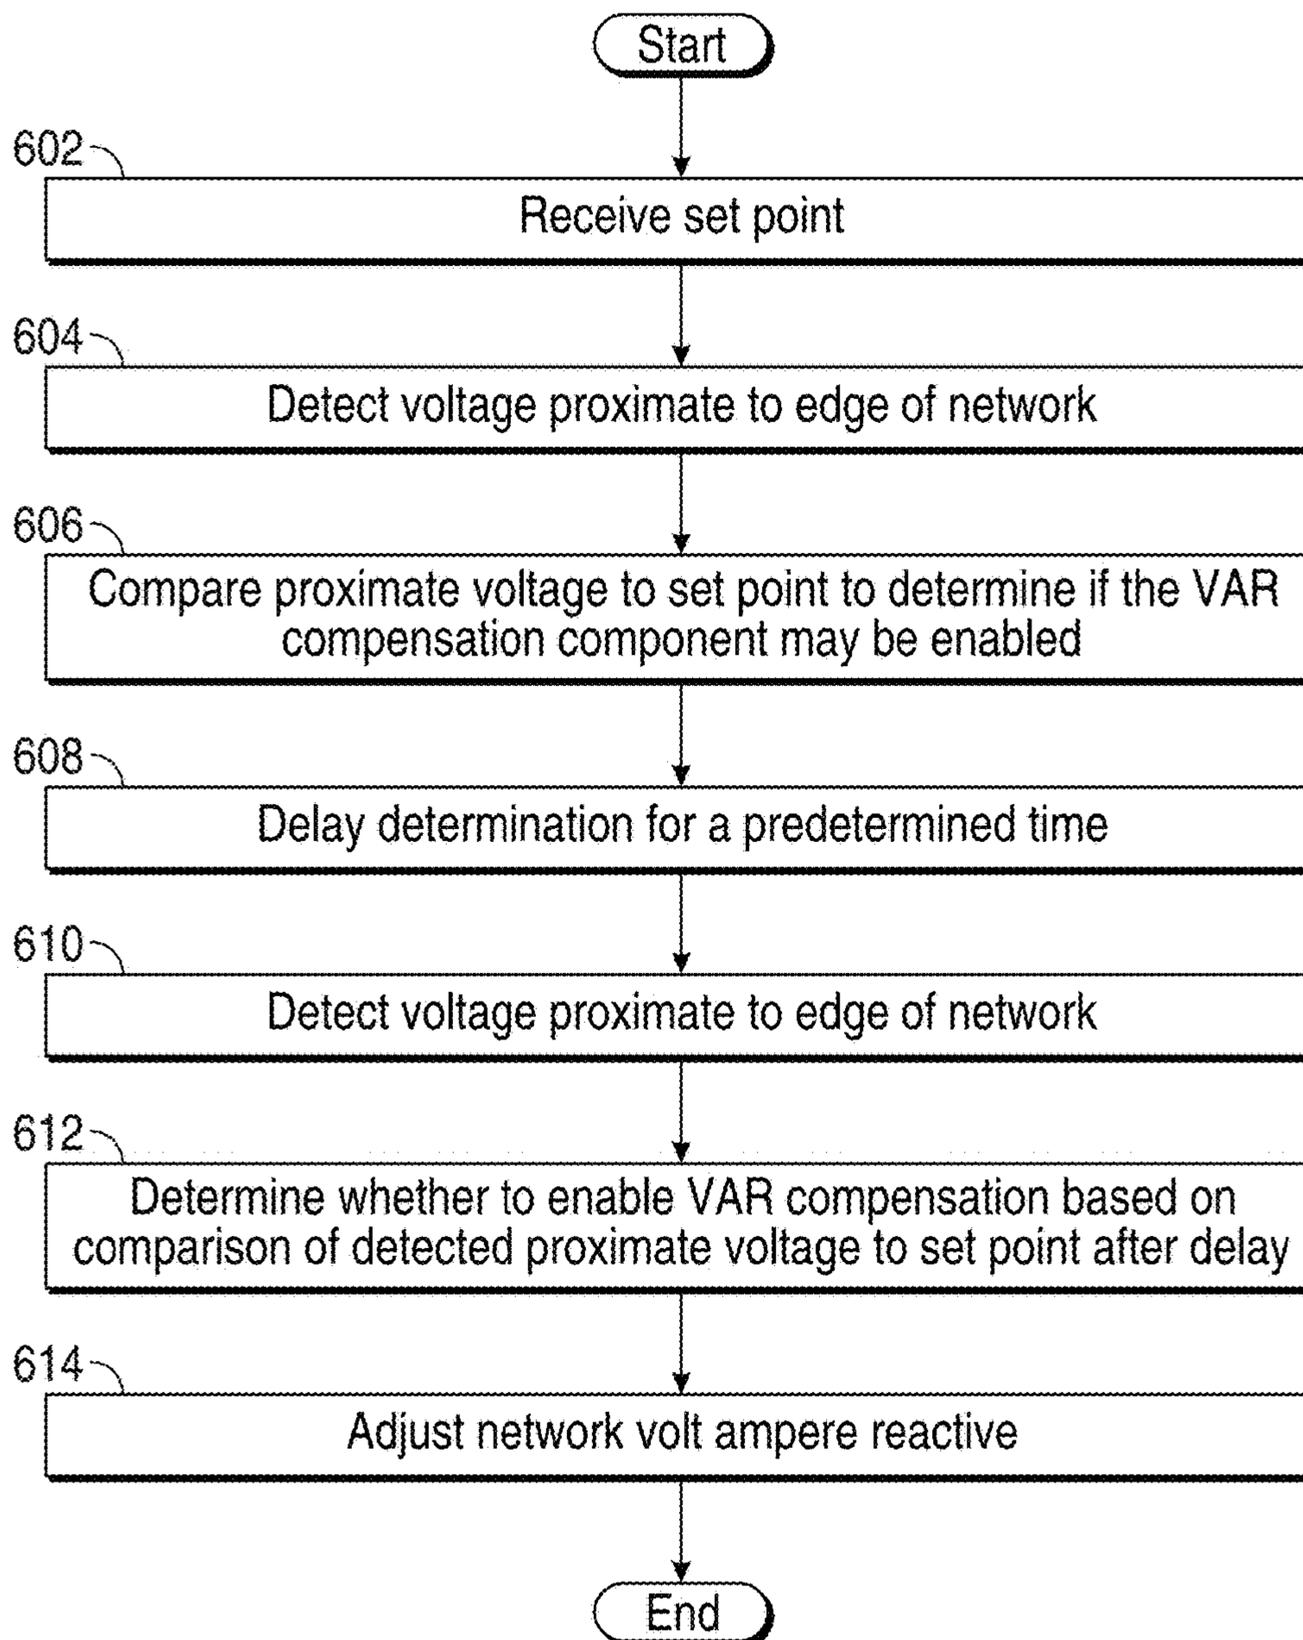 Start
602
Receive set point
604
Detect voltage proximate to edge of network
606
Compare proximate voltage to set point to determine if the VAR
compensation component may be enabled
608
Delay determination for a predetermined time
610
Detect voltage proximate to edge of network
612
Determine whether to enable VAR compensation based on
comparison of detected proximate voltage to set point after delay
614
Adjust network volt ampere reactive
End